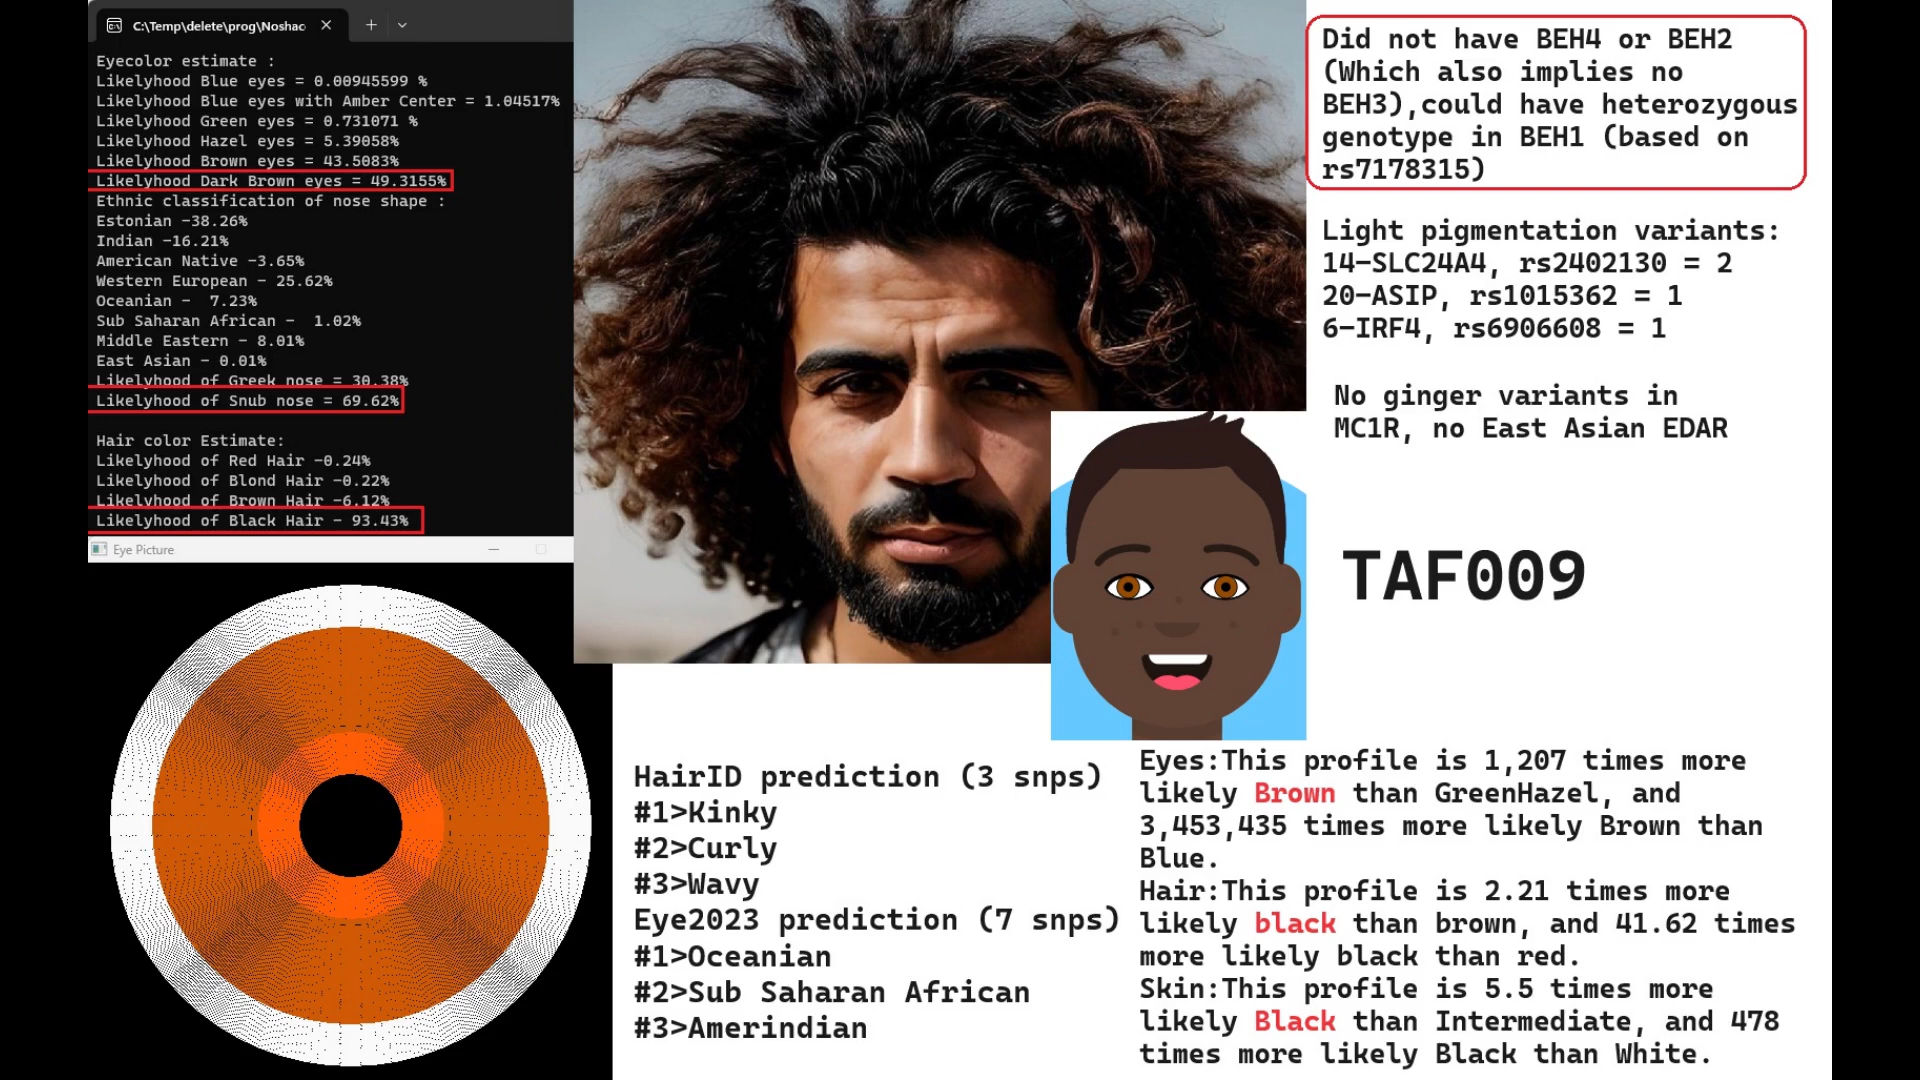 C:\Temp\delete\prog\Noshac
Eyecolor estimate :
Likelyhood Blue eyes = 0.00945599 %
Likelyhood Blue eyes with Amber Center = 1.04517%
Likelyhood Green eyes = 0.731071 %
Likelyhood Hazel eyes = 5.39058%
Likelyhood Brown eyes = 43.5083%
Likelyhood Dark Brown eyes = 49.3155%
Ethnic classification of nose shape :
Estonian -38.26%
Indian -16.21%
American Native -3.65%
Western European - 25.62%
Oceanian -  7.23%
Sub Saharan African -  1.02%
Middle Eastern - 8.01%
East Asian - 0.01%
Likelyhood of Greek nose = 30.38%
Likelyhood of Snub nose = 69.62%
Hair color Estimate:
Likelyhood of Red Hair -0.24%
Likelyhood of Blond Hair -0.22%
Likelyhood of Brown Hair -6.12%
Likelyhood of Black Hair - 93.43%
Eye Picture
Did not have BEH4 or BEH2
(Which also implies no
BEH3),could have heterozygous
genotype in BEH1 (based on
rs7178315)
Light pigmentation variants:
14-SLC24A4, rs2402130 = 2
20-ASIP, rs1015362 = 1
6-IRF4, rs6906608 = 1
No ginger variants in
MC1R, no East Asian EDAR
TAF009
HairID prediction (3 snps)
#1>Kinky
#2>Curly
#3>Wavy
Eye2023 prediction (7 snps)
#1>Oceanian
#2>Sub Saharan African
#3>Amerindian
Eyes:This profile is 1,207 times more
likely Brown than GreenHazel, and
3,453,435 times more likely Brown than
Blue.
Hair:This profile is 2.21 times more
likely black than brown, and 41.62 times
more likely black than red.
Skin:This profile is 5.5 times more
likely Black than Intermediate, and 478
times more likely Black than White.